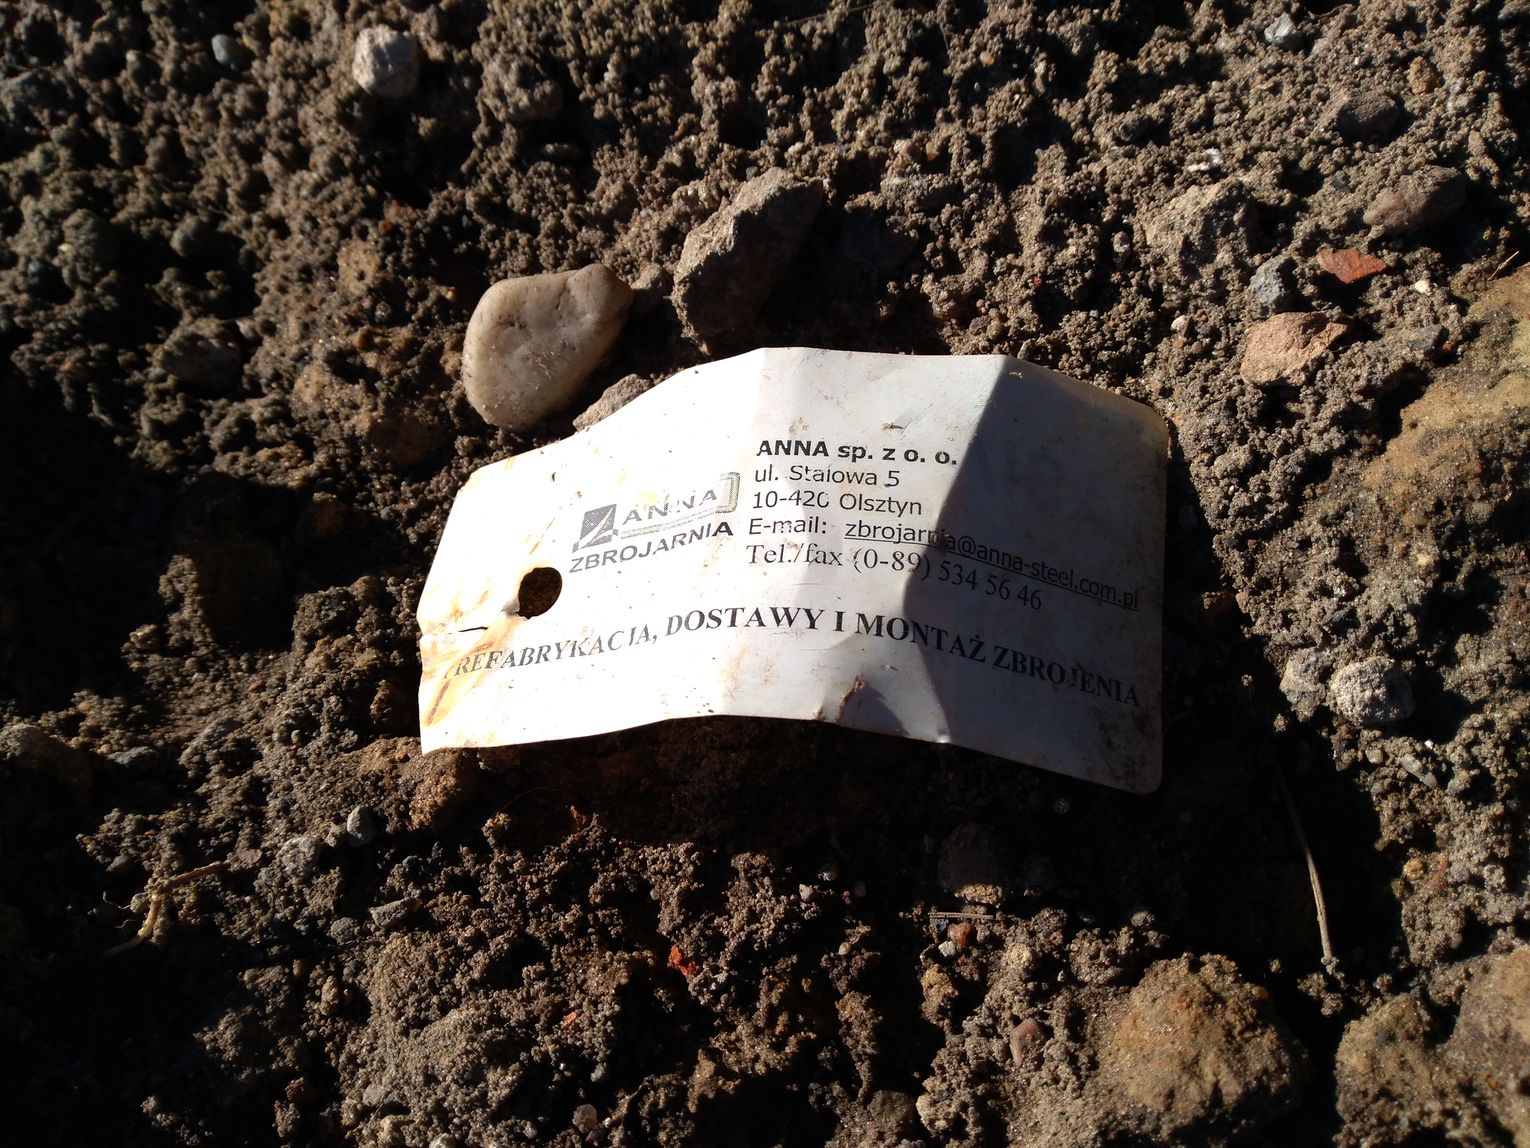 ANNA sp. z o. o.
ul. Stalowa 5
10-420 Olsztyn
E-mail: zbrojarnia@anna-steel.com.pl
Tel./fax (0-89) 534 56 46
ANNA
ZBROJARNIA
PREFABRYKACJA, DOSTAWY I MONTAŻ ZBROJENIA